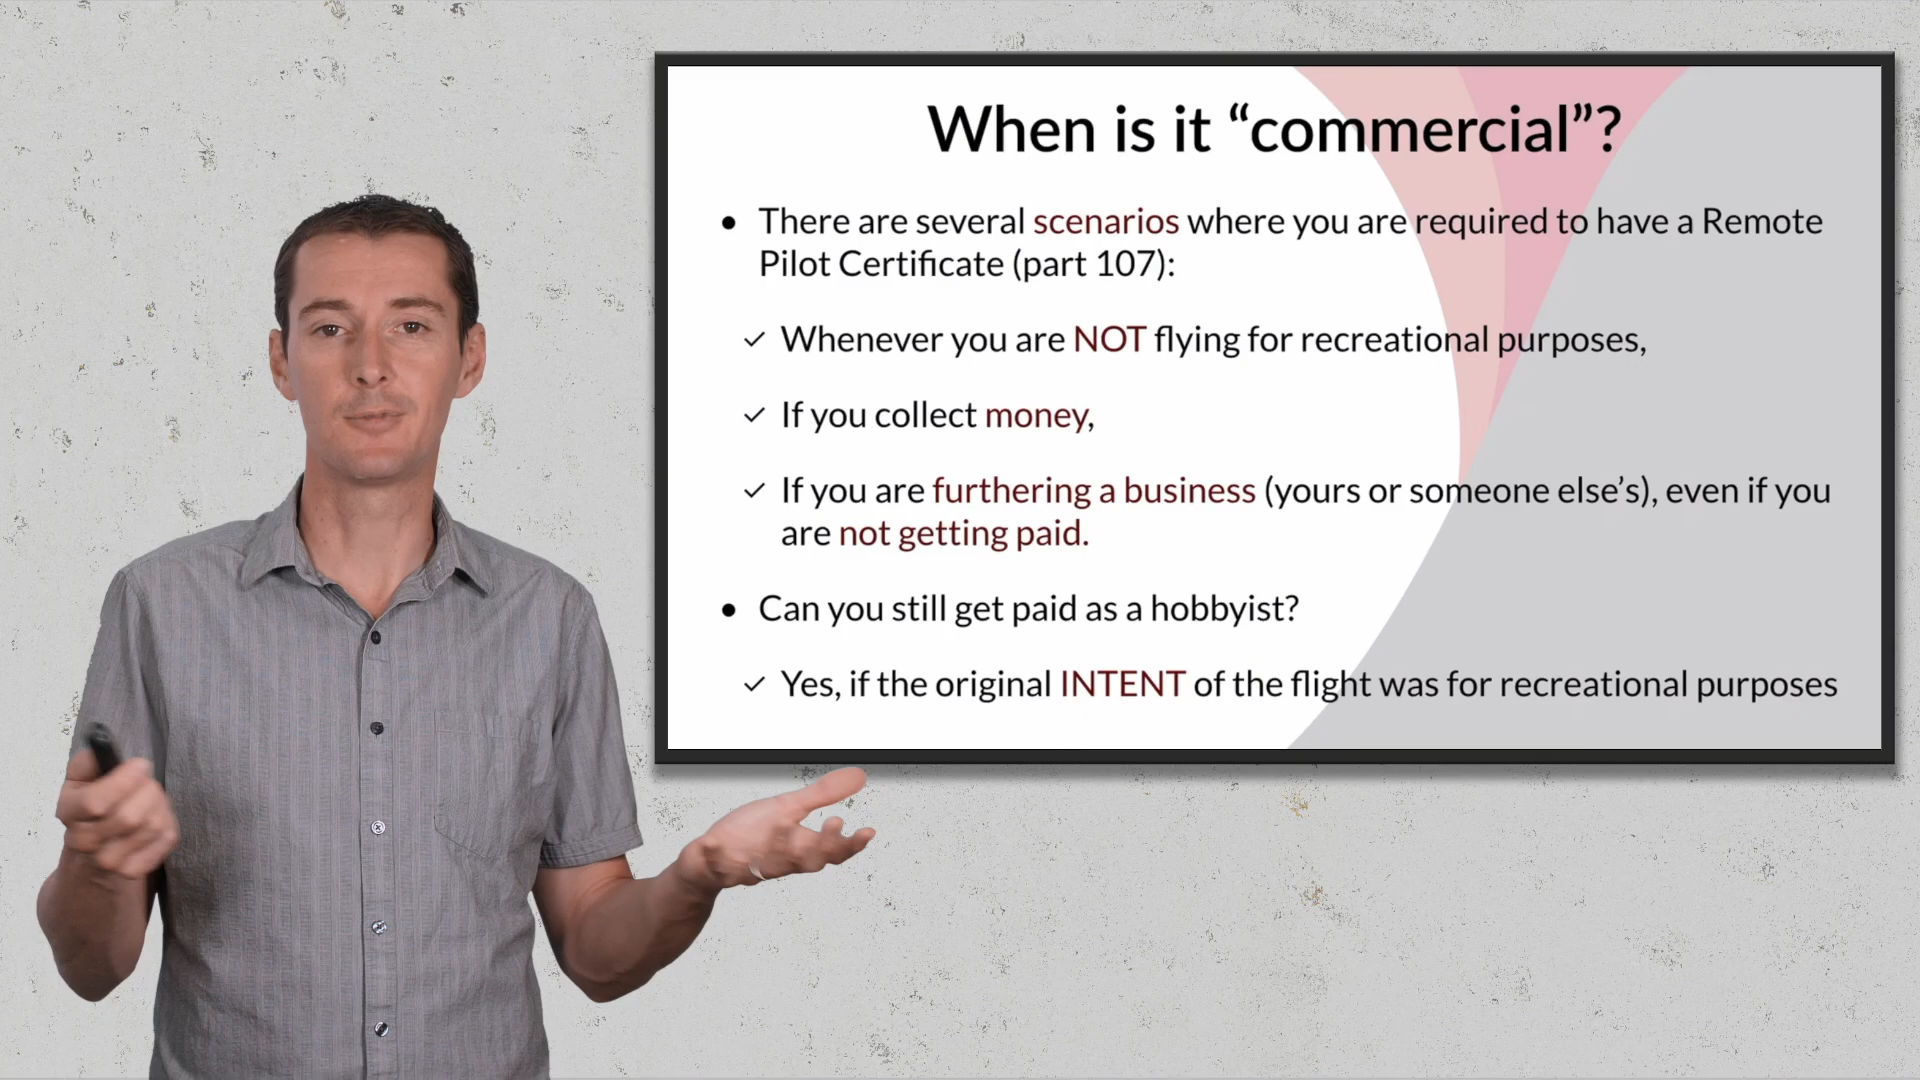 When is it “commercial”?
• There are several scenarios where you are required to have a Remote
Pilot Certificate (part 107):
✓ Whenever you are NOT flying for recreational purposes,
✓ If you collect money,
✓ If you are furthering a business (yours or someone else’s), even if you
are not getting paid.
• Can you still get paid as a hobbyist?
✓ Yes, if the original INTENT of the flight was for recreational purposes